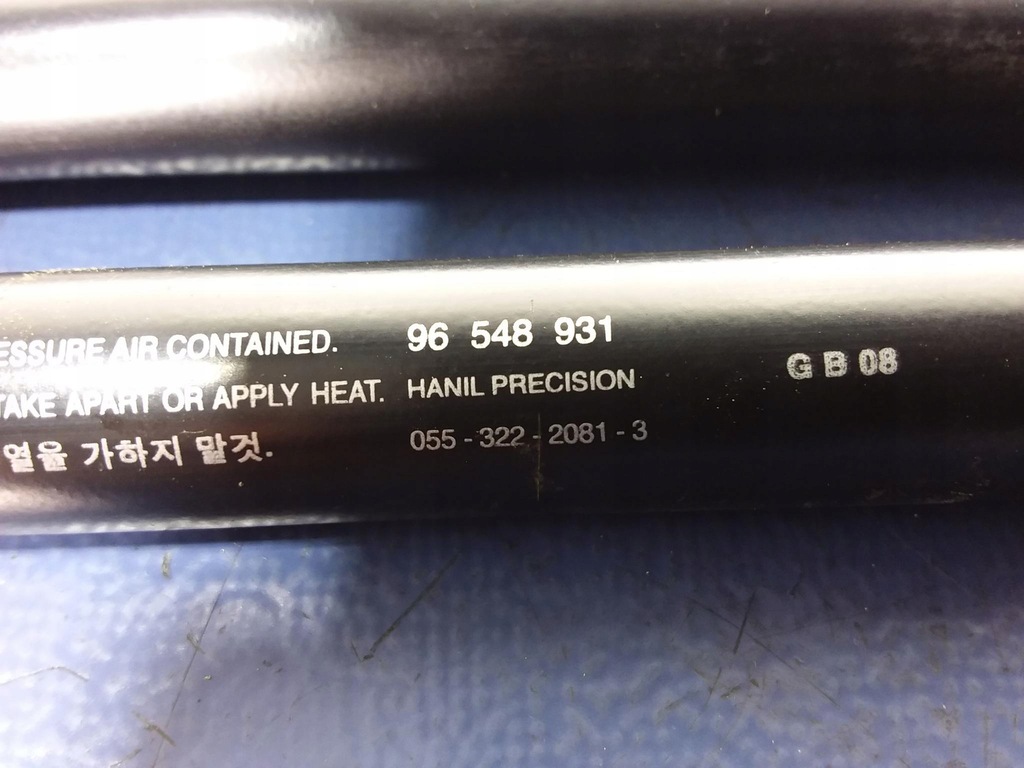 ESSURE AIR CONTAINED. 96 548 931
TAKE APART OR APPLY HEAT. HANIL PRECISION
열을 가하지 말것. 055 - 322 - 2081 - 3
G B 08